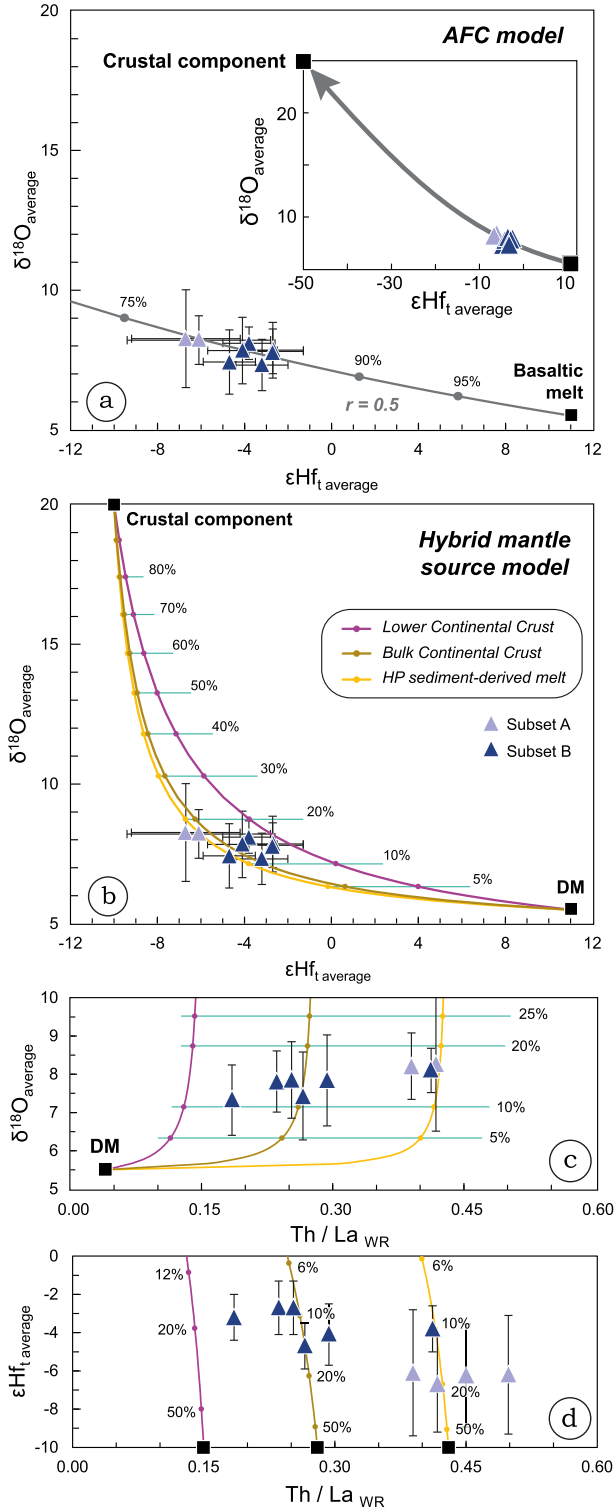 20
15
10
5
δ18Oaverage
AFC model
Crustal component
20
10
δ18Oaverage
-50
-30
-10
10
εHft average
75%
90%
95%
Basaltic
melt
r = 0.5
a
-12
-8
-4
0
4
8
12
εHft average
20
15
10
5
δ18Oaverage
Crustal component
Hybrid mantle
source model
80%
70%
60%
50%
40%
30%
20%
10%
5%
Lower Continental Crust
Bulk Continental Crust
HP sediment-derived melt
Subset A
Subset B
DM
b
-12
-8
-4
0
4
8
12
εHft average
10
9
8
7
6
5
δ18Oaverage
25%
20%
10%
5%
DM
c
0.00
0.15
0.30
0.45
0.60
Th / La WR
0
-2
-4
-6
-8
-10
εHft average
12%
20%
50%
6%
10%
20%
50%
6%
10%
20%
50%
d
0.00
0.15
0.30
0.45
0.60
Th / La WR